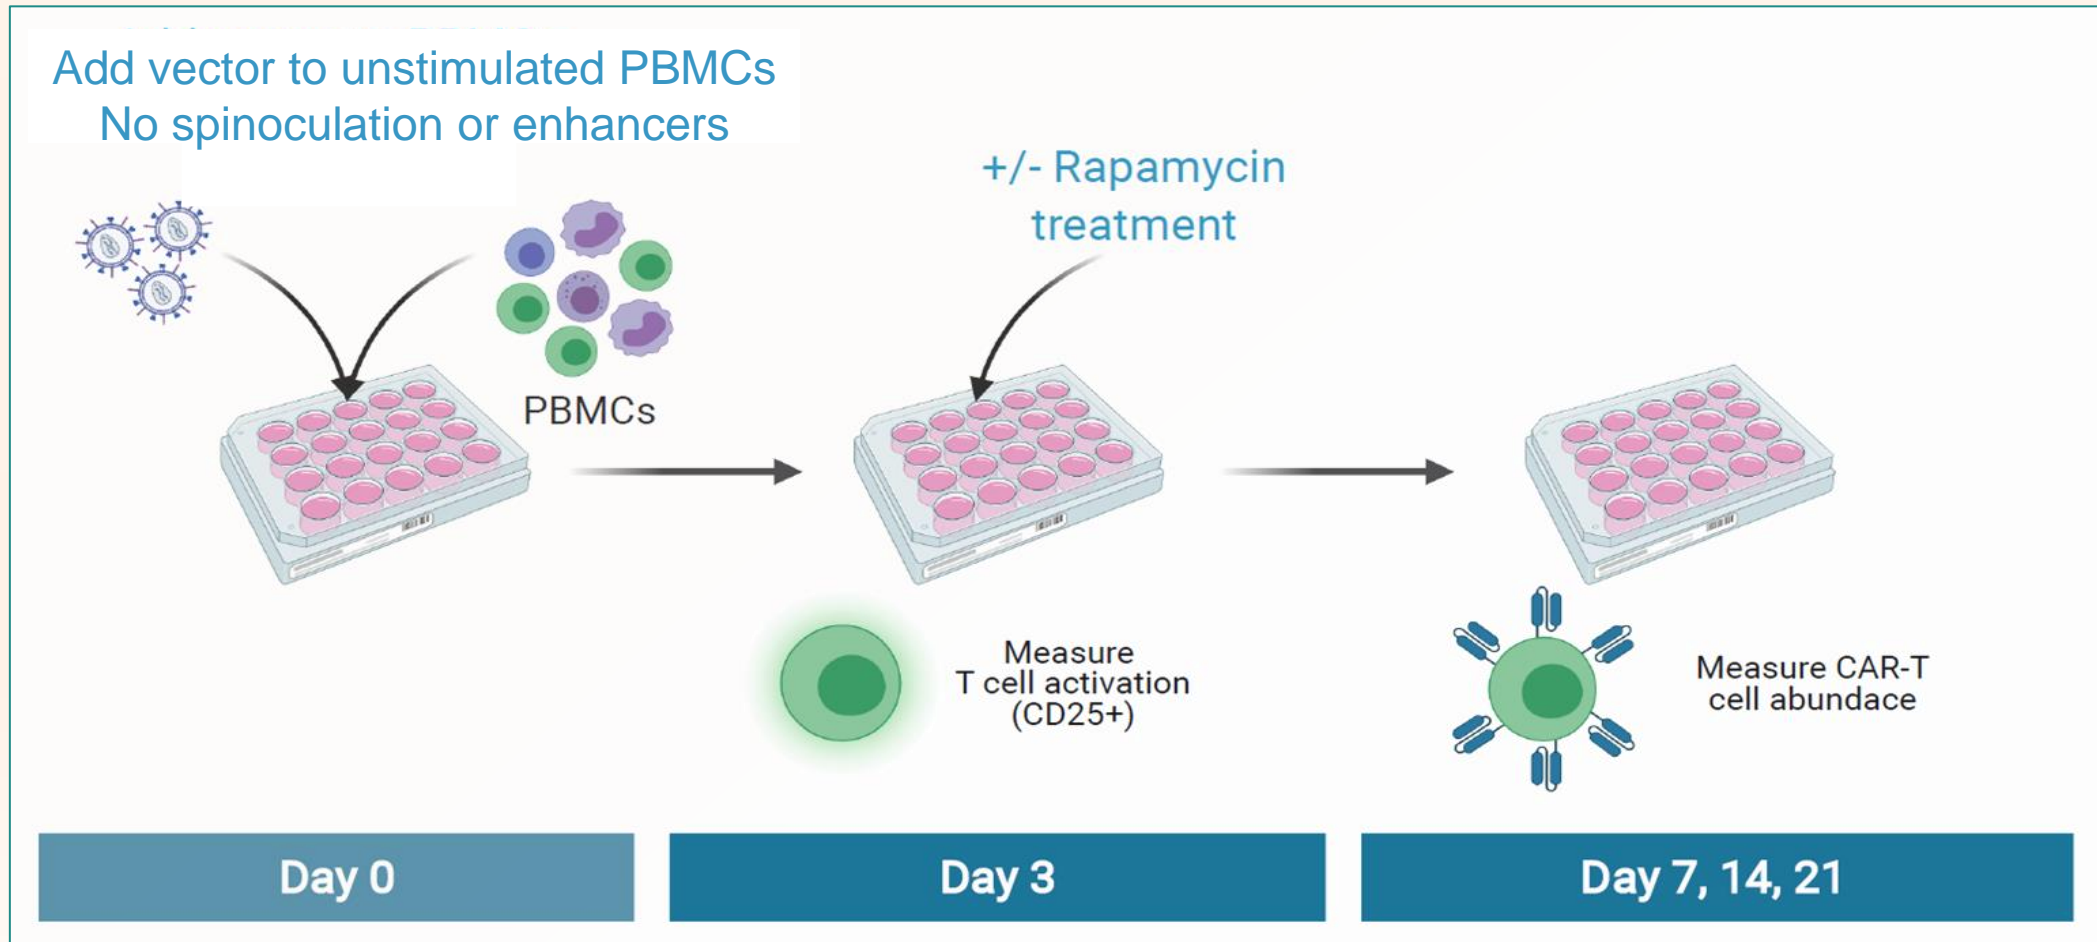 Add vector to unstimulated PBMCs
No spinoculation or enhancers
+/- Rapamycin
treatment
PBMCs
Measure
T cell activation
(CD25+)
Measure CAR-T
cell abundace
Day 0
Day 3
Day 7, 14, 21